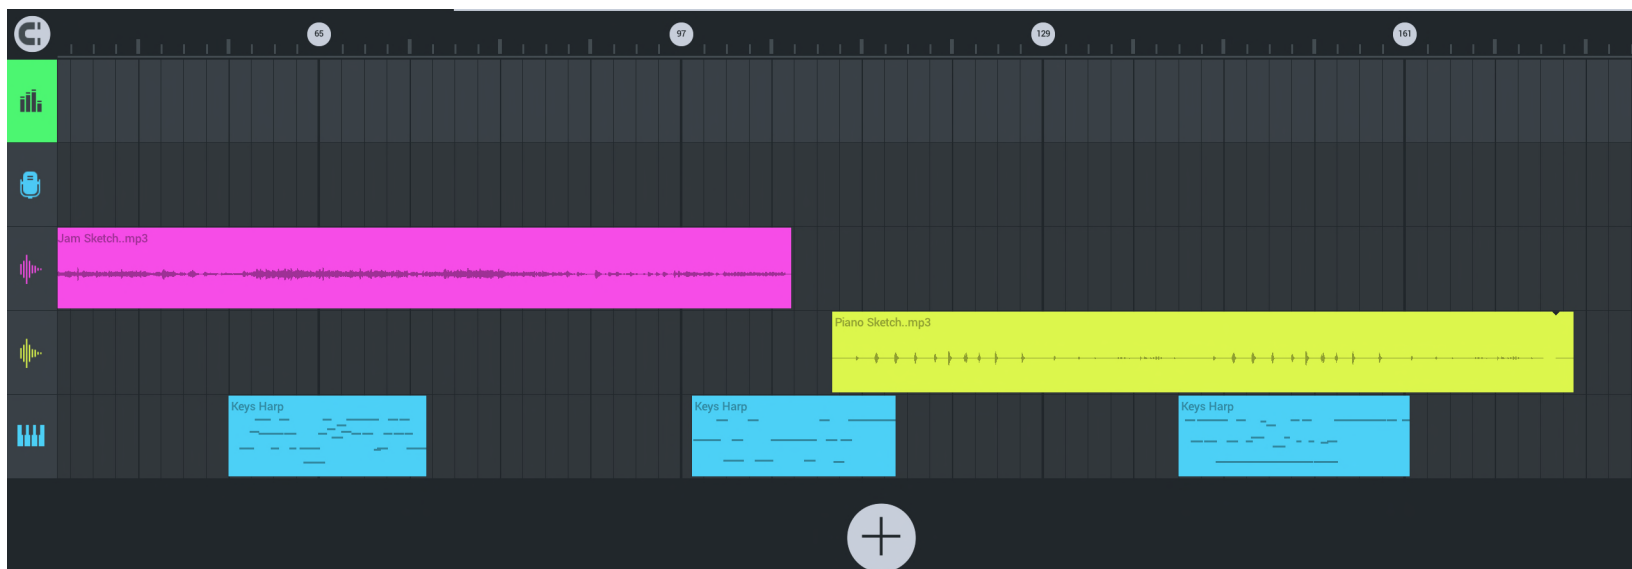 65
97
129
161
Jam Sketch..mp3
Piano Sketch..mp3
Keys Harp
Keys Harp
Keys Harp